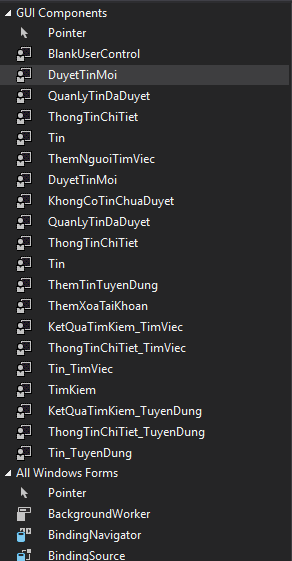 GUI Components
Pointer
BlankUserControl
DuyetTinMoi
QuanLyTinDaDuyet
ThongTinChiTiet
Tin
ThemNguoiTimViec
DuyetTinMoi
KhongCoTinChuaDuyet
QuanLyTinDaDuyet
ThongTinChiTiet
Tin
ThemTinTuyenDung
ThemXoaTaiKhoan
KetQuaTimKiem_TimViec
ThongTinChiTiet_TimViec
Tin_TimViec
TimKiem
KetQuaTimKiem_TuyenDung
ThongTinChiTiet_TuyenDung
Tin_TuyenDung
All Windows Forms
Pointer
BackgroundWorker
BindingNavigator
BindingSource